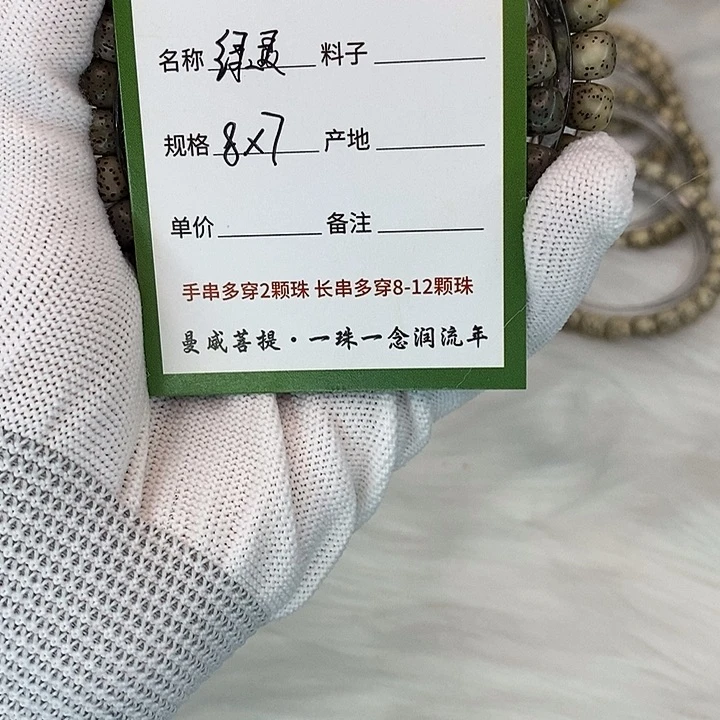 名称 绿灵 料子
规格 8×7 产地
单价 备注
手串多穿2颗珠 长串多穿8-12颗珠
曼威菩提·一珠一念润流年